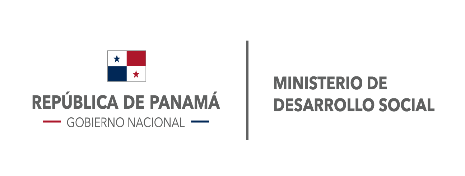 REPÚBLICA DE PANAMÁ
GOBIERNO NACIONAL
MINISTERIO DE
DESARROLLO SOCIAL